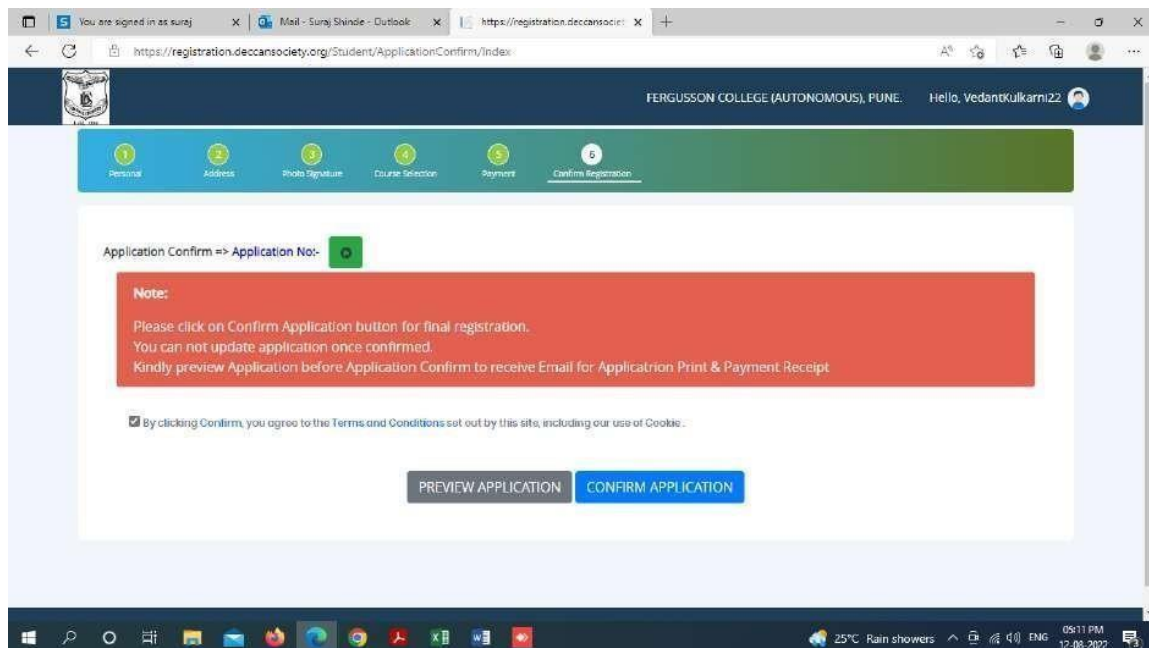 You are signed in as suraj
Mail - Suraj Shinde - Outlook
https://registration.deccansociet
https://registration.deccansociety.org/Student/ApplicationConfirm/Index
FERGUSSON COLLEGE (AUTONOMOUS), PUNE.
Hello, VedantKulkarni22
1 2 3 4 5 6
Personal Address Photo Signature Course Selection Payment Confirm Registration
Application Confirm => Application No:-
Note:
Please click on Confirm Application button for final registration.
You can not update application once confirmed.
Kindly preview Application before Application Confirm to receive Email for Applicatrion Print & Payment Receipt
By clicking Confirm, you agree to the Terms and Conditions set out by this site, including our use of Cookie.
PREVIEW APPLICATION CONFIRM APPLICATION
25°C Rain showers ENG 05:11 PM
12-08-2022